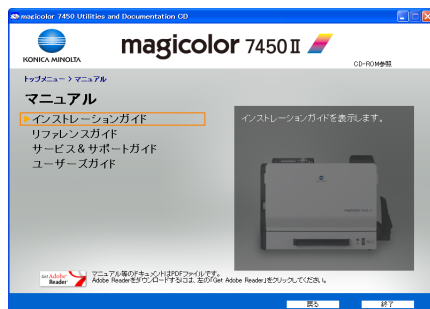 magicolor 7450 Utilities and Documentation CD
KONICA MINOLTA
magicolor 7450 II
CD-ROM参照
トップメニュー > マニュアル
マニュアル
インストレーションガイド
リファレンスガイド
サービス&サポートガイド
ユーザーズガイド
インストレーションガイドを表示します。
Get Adobe Reader
マニュアル等のドキュメントはPDFファイルです。
Adobe Readerをダウンロードするには、左の「Get Adobe Reader」をクリックしてください。
戻る
終了